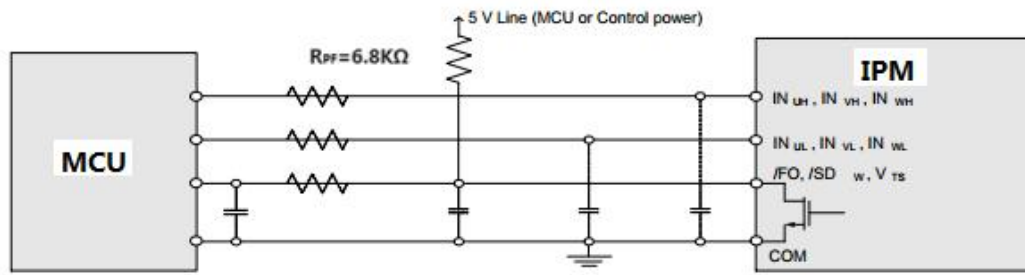 5 V Line (MCU or Control power)
RPF=6.8KΩ
IPM
MCU
IN UH , IN VH , IN WH
IN UL , IN VL , IN WL
/FO, /SD W, V TS
COM